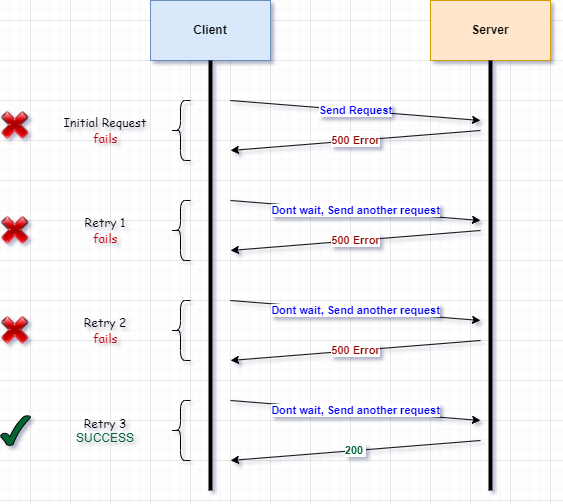 Client
Server
Initial Request
fails
Send Request
500 Error
Retry 1
fails
Dont wait, Send another request
500 Error
Retry 2
fails
Dont wait, Send another request
500 Error
Retry 3
SUCCESS
Dont wait, Send another request
200